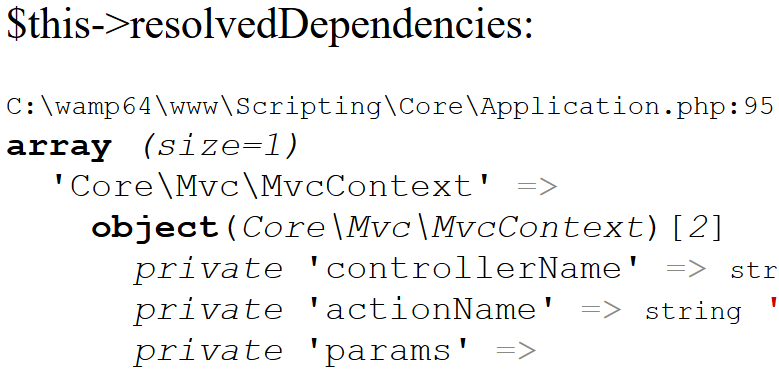 $this->resolvedDependencies:
C:\wamp64\www\Scripting\Core\Application.php:95
array (size=1)
'Core\Mvc\MvcContext' =>
object(Core\Mvc\MvcContext)[2]
private 'controllerName' => str
private 'actionName' => string '
private 'params' =>